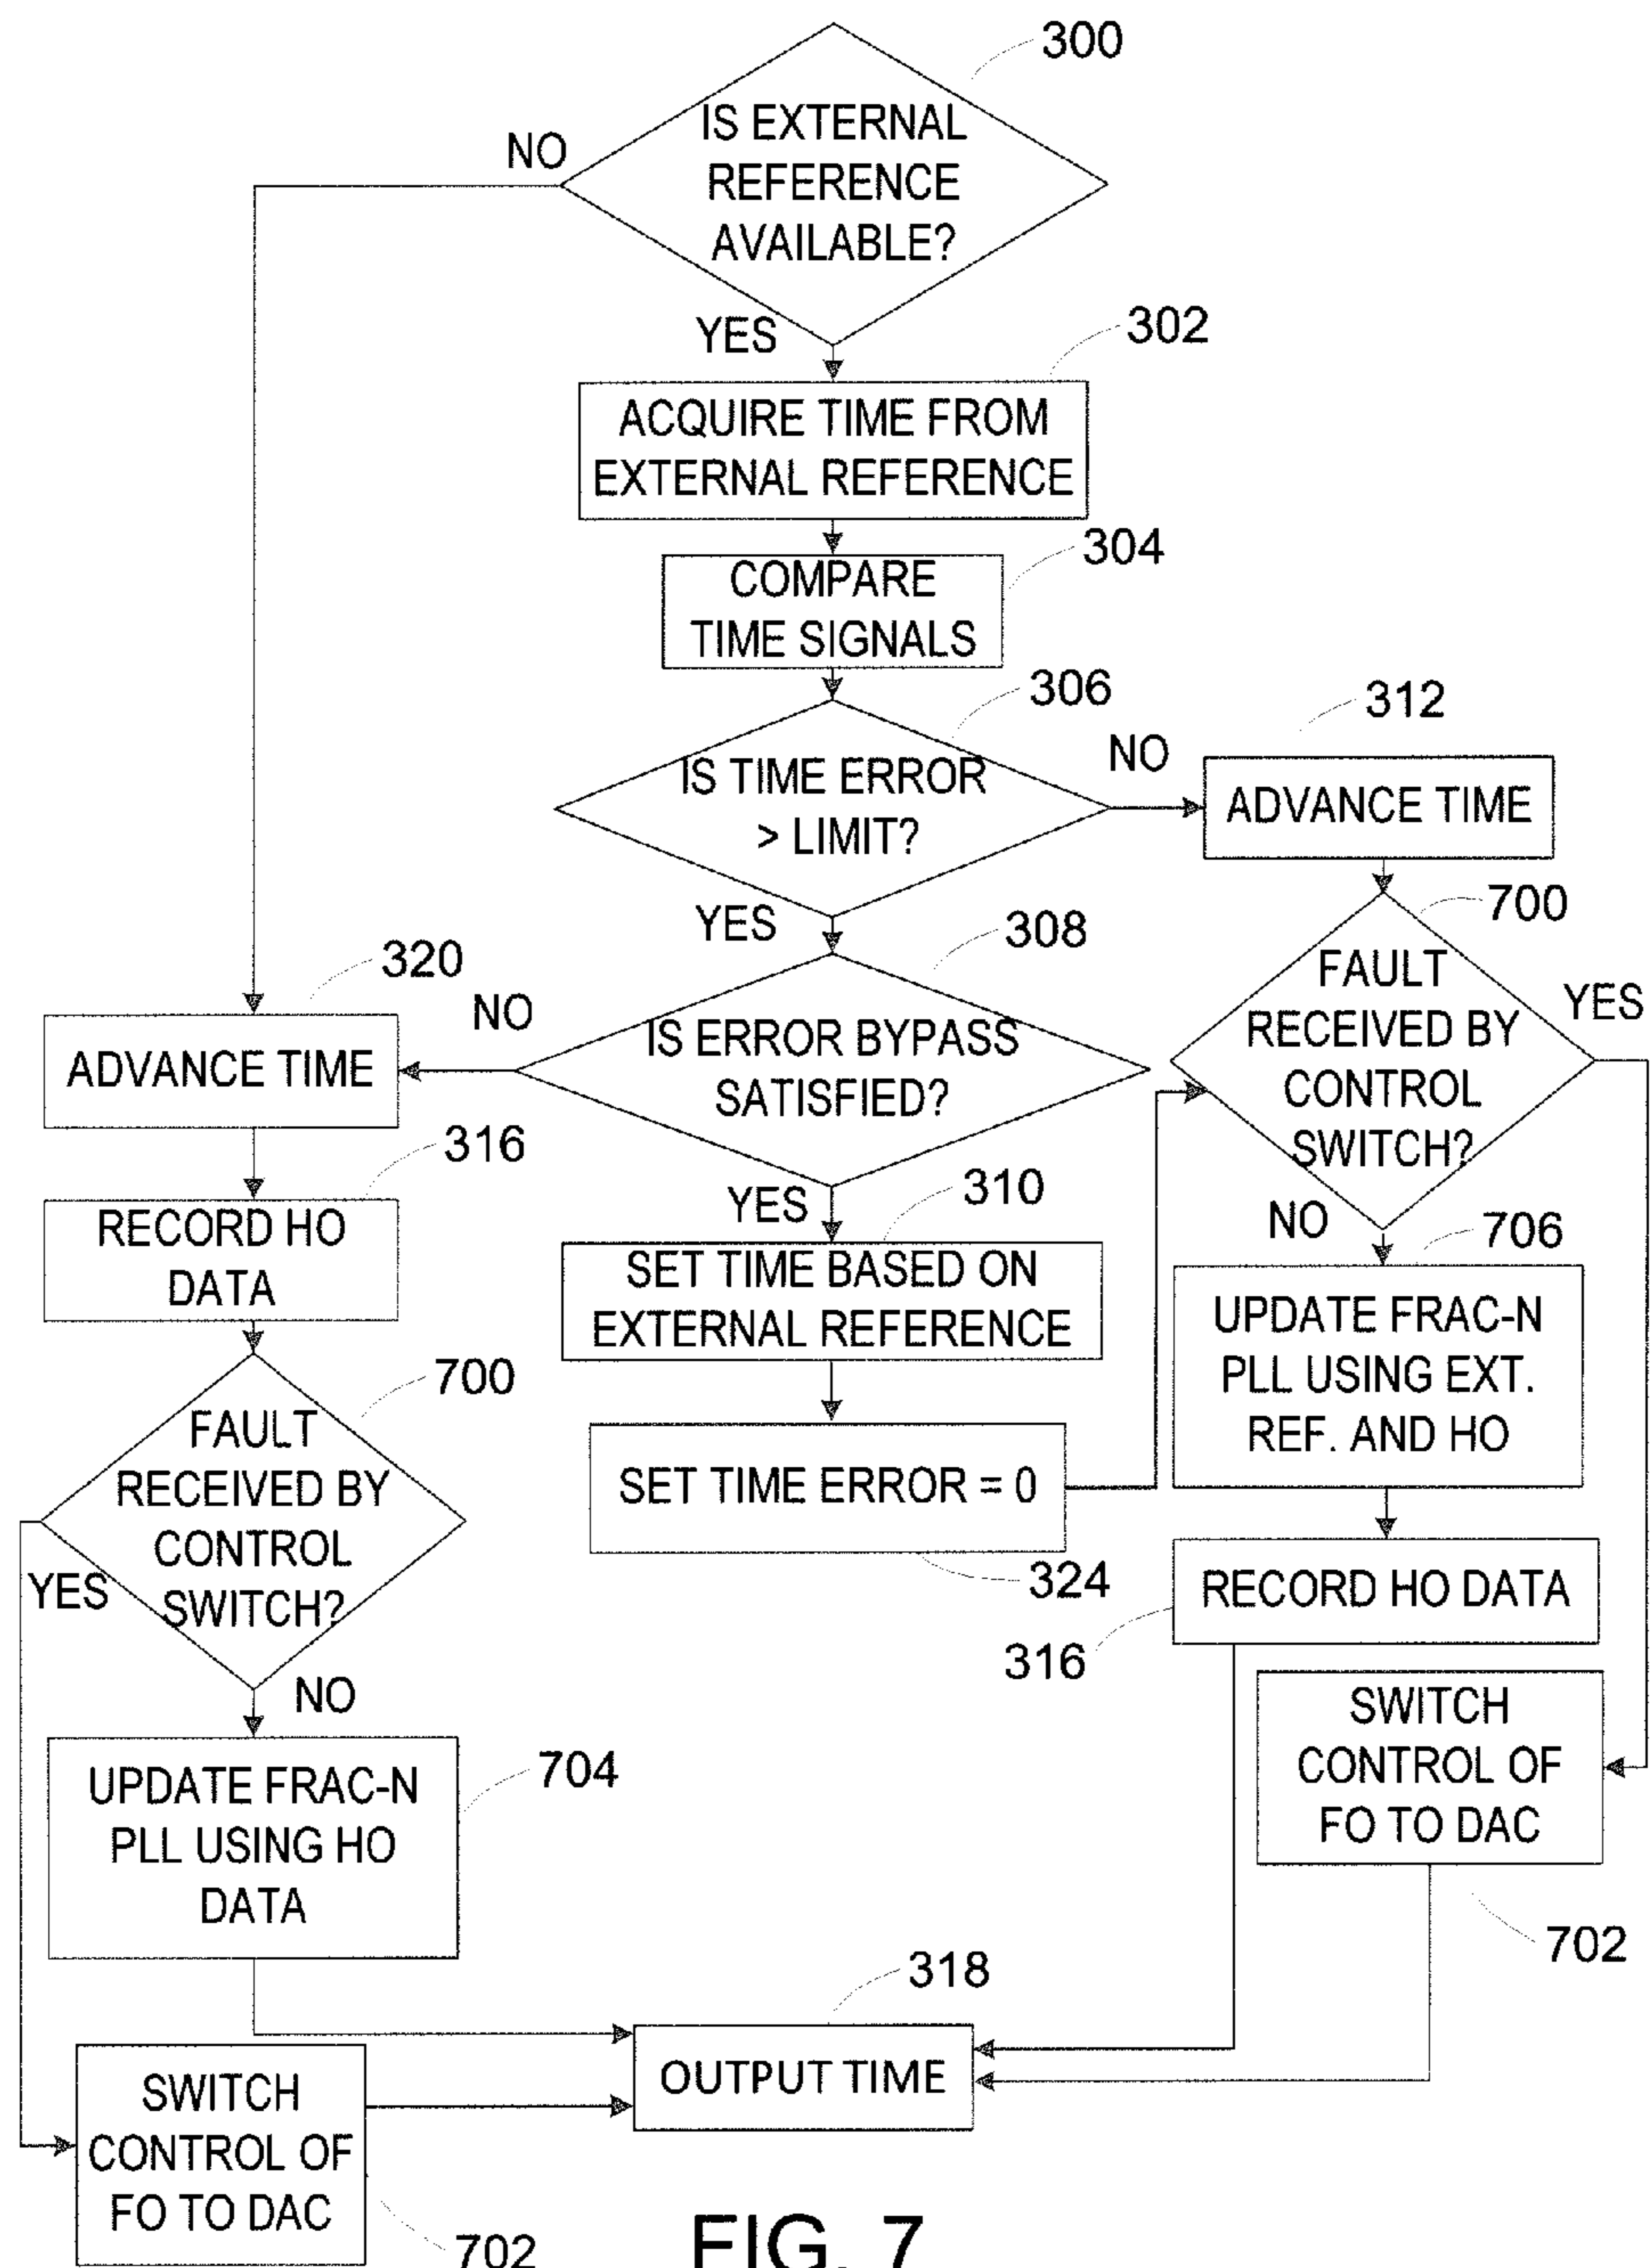 300
IS EXTERNAL
REFERENCE
AVAILABLE?
NO
YES
302
ACQUIRE TIME FROM
EXTERNAL REFERENCE
304
COMPARE
TIME SIGNALS
306
IS TIME ERROR
> LIMIT?
NO
312
ADVANCE TIME
YES
308
IS ERROR BYPASS
SATISFIED?
NO
320
ADVANCE TIME
316
RECORD HO
DATA
700
FAULT
RECEIVED BY
CONTROL
SWITCH?
YES
NO
704
UPDATE FRAC-N
PLL USING HO
DATA
SWITCH
CONTROL OF
FO TO DAC
702
YES
310
SET TIME BASED ON
EXTERNAL REFERENCE
SET TIME ERROR = 0
324
700
FAULT
RECEIVED BY
CONTROL
SWITCH?
YES
NO
706
UPDATE FRAC-N
PLL USING EXT.
REF. AND HO
RECORD HO DATA
316
SWITCH
CONTROL OF
FO TO DAC
702
318
OUTPUT TIME
FIG. 7